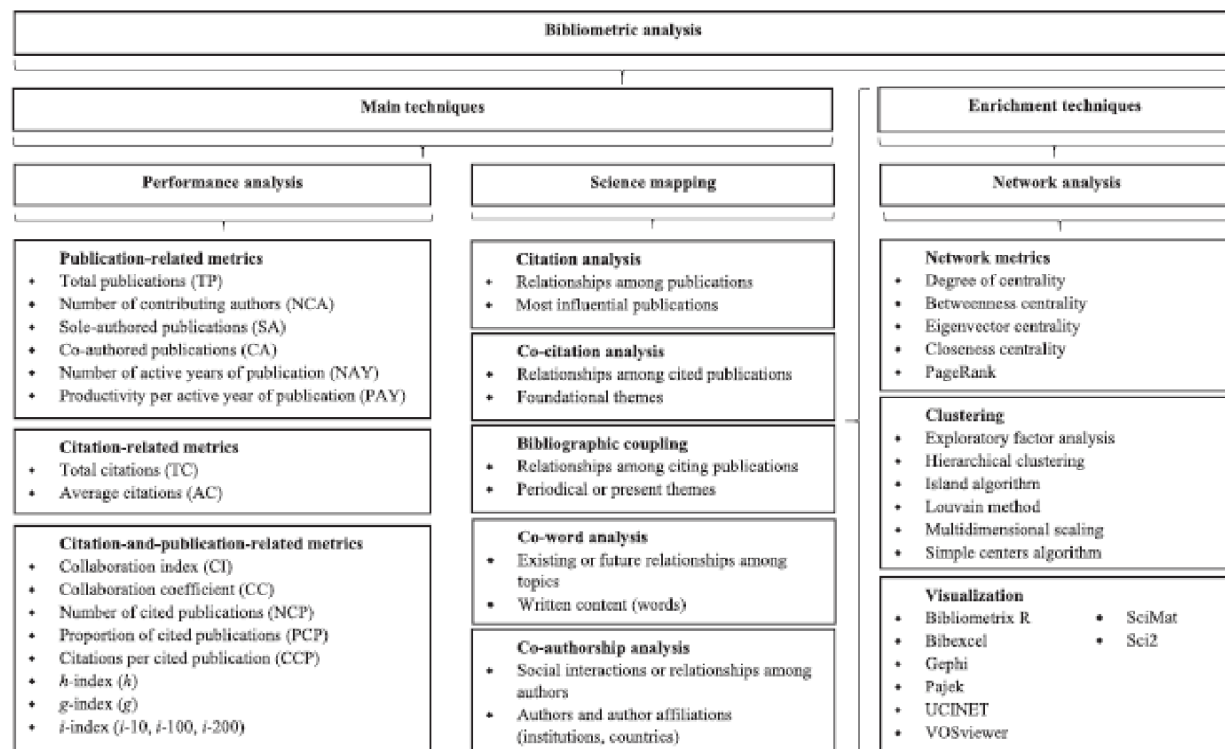 Bibliometric analysis
Main techniques
Enrichment techniques
Performance analysis
Science mapping
Network analysis
Publication-related metrics
Total publications (TP)
Number of contributing authors (NCA)
Sole-authored publications (SA)
Co-authored publications (CA)
Number of active years of publication (NAY)
Productivity per active year of publication (PAY)
Citation-related metrics
Total citations (TC)
Average citations (AC)
Citation-and-publication-related metrics
Collaboration index (CI)
Collaboration coefficient (CC)
Number of cited publications (NCP)
Proportion of cited publications (PCP)
Citations per cited publication (CCP)
h-index (h)
g-index (g)
i-index (i-10, i-100, i-200)
Citation analysis
Relationships among publications
Most influential publications
Co-citation analysis
Relationships among cited publications
Foundational themes
Bibliographic coupling
Relationships among citing publications
Periodical or present themes
Co-word analysis
Existing or future relationships among
topics
Written content (words)
Co-authorship analysis
Social interactions or relationships among
authors
Authors and author affiliations
(institutions, countries)
Network metrics
Degree of centrality
Betweenness centrality
Eigenvector centrality
Closeness centrality
PageRank
Clustering
Exploratory factor analysis
Hierarchical clustering
Island algorithm
Louvain method
Multidimensional scaling
Simple centers algorithm
Visualization
Bibliometrix R
Bibexcel
Gephi
Pajek
UCINET
VOSviewer
SciMat
Sci2